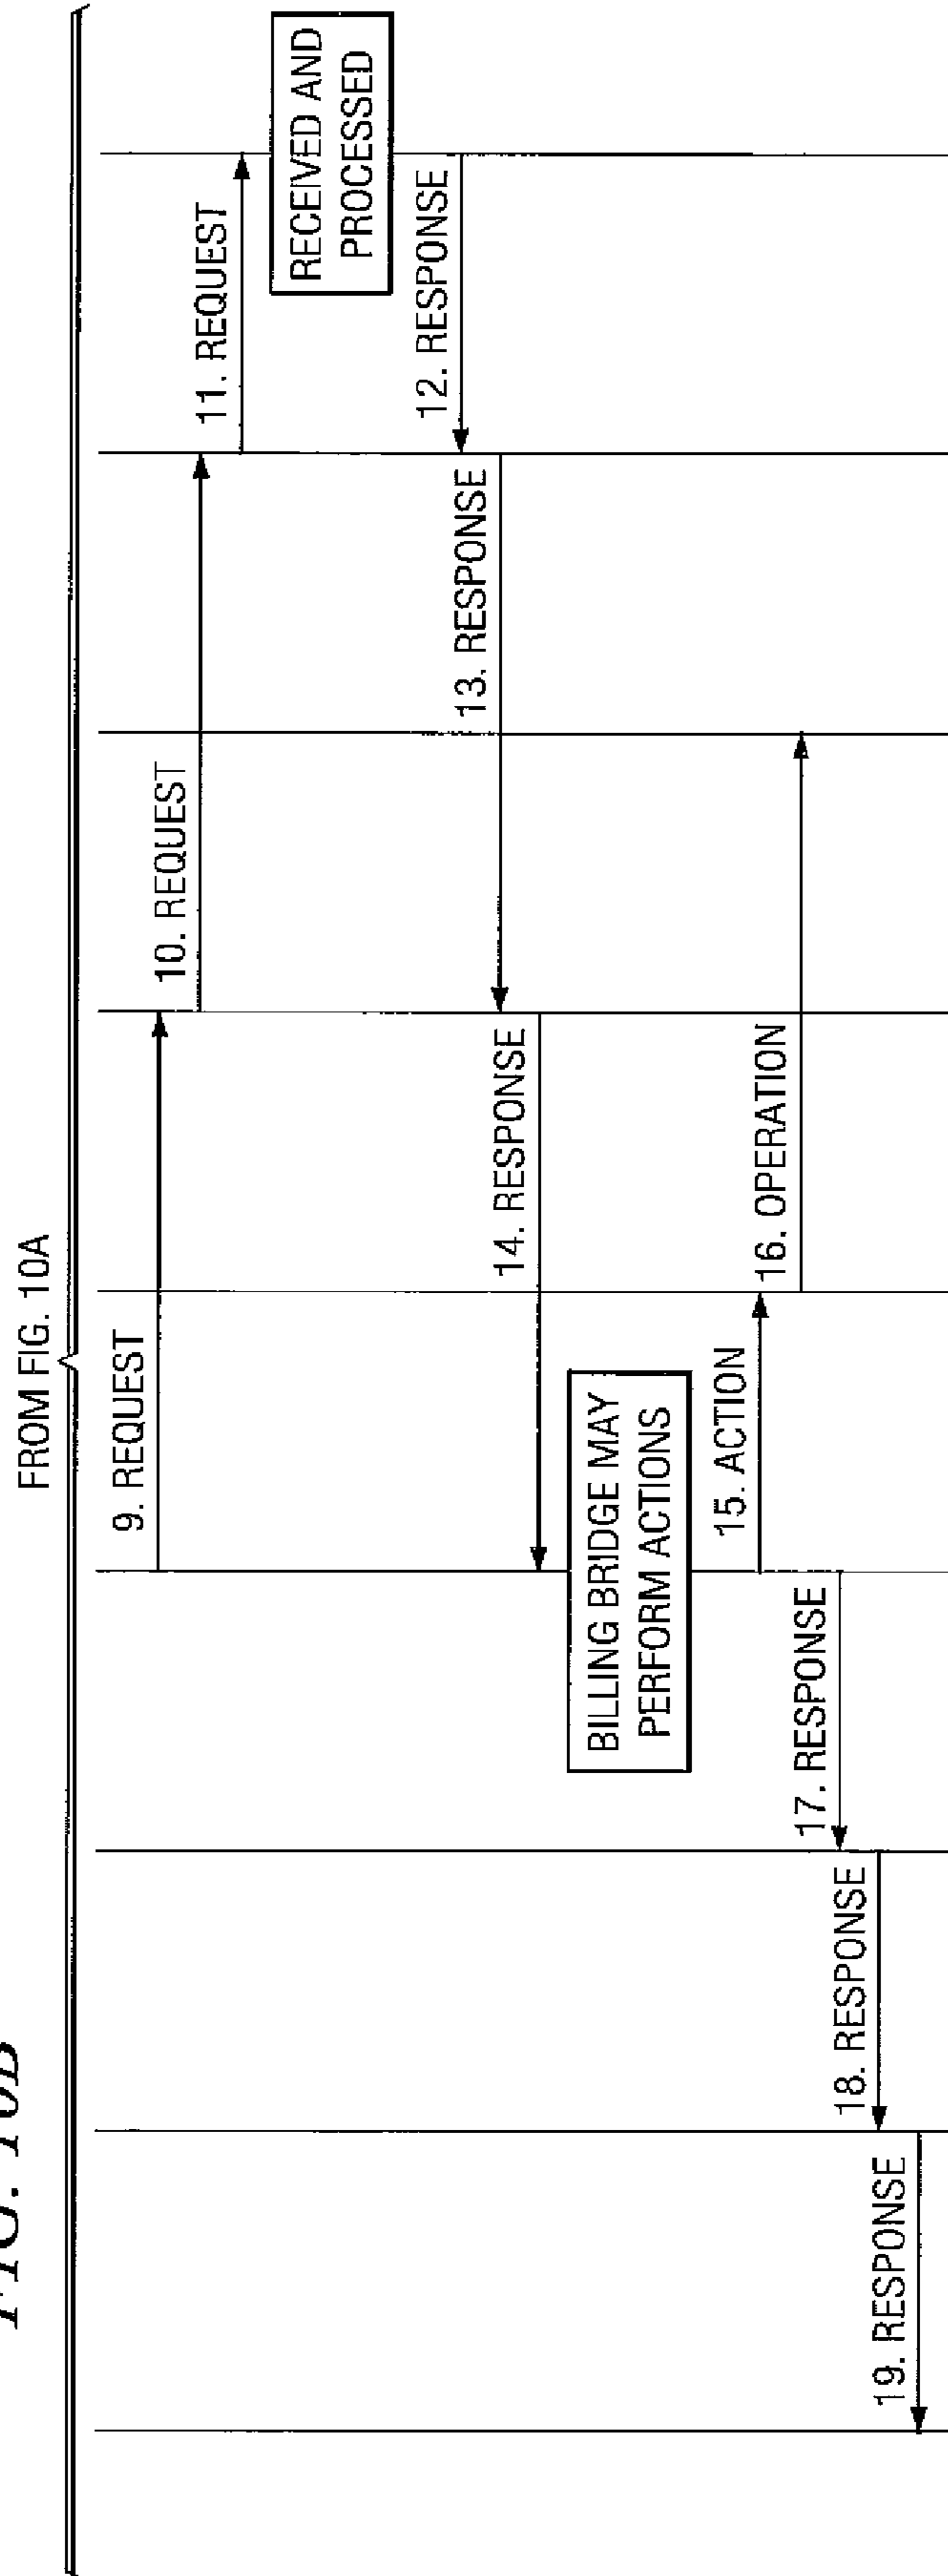 FIG. 10B
FROM FIG. 10A
9. REQUEST
10. REQUEST
11. REQUEST
RECEIVED AND
PROCESSED
12. RESPONSE
13. RESPONSE
14. RESPONSE
BILLING BRIDGE MAY
PERFORM ACTIONS
15. ACTION
16. OPERATION
17. RESPONSE
18. RESPONSE
19. RESPONSE